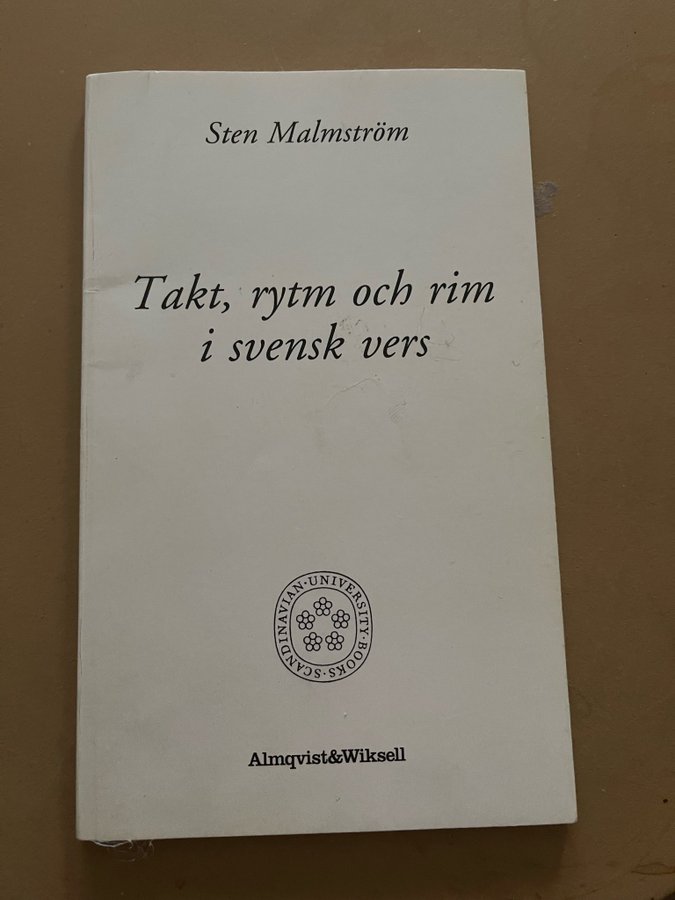 Sten Malmström
Takt, rytm och rim
i svensk vers
SCANDINAVIAN·UNIVERSITY·BOOKS·
Almqvist&Wiksell